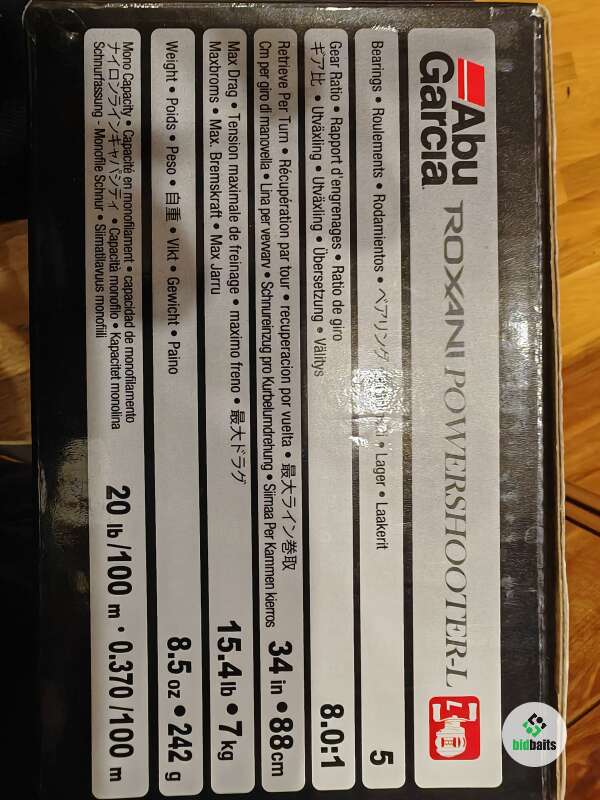 Abu Garcia ROXANI POWERSHOOTER-L L
Bearings • Roulements • Rodamientos • ベアリング • Lager • Laakerit 5
Gear Ratio • Rapport d'engrenages • Ratio de giro
ギア比 • Utväxling • Utväxling • Übersetzung • Välitys 8.0:1
Retrieve Per Turn • Récupération par tour • recuperacion por vuelta • 最大ライン巻取
Cm per giro di manovella • Lina per vevvarv • Schnureinzug pro Kurbelumdrehung • Siimaa Per Kammen kierros 34 in • 88 cm
Max Drag • Tension maximale de freinage • maximo freno • 最大ドラグ
Maxbroms • Max. Bremskraft • Max Jarru 15.4 lb • 7 kg
Weight • Poids • Peso • 自重 • Vikt • Gewicht • Paino 8.5 oz • 242 g
Mono Capacity • Capacité en monofilament • capacidad de monofilamento
ナイロンラインキャパシティ • Capacità monofilo • Kapacitet monolina
Schnurfassung • Monofile Schnur • Siimatilavuus monofiili 20 lb/100 m • 0.370/100 m
bidbaits